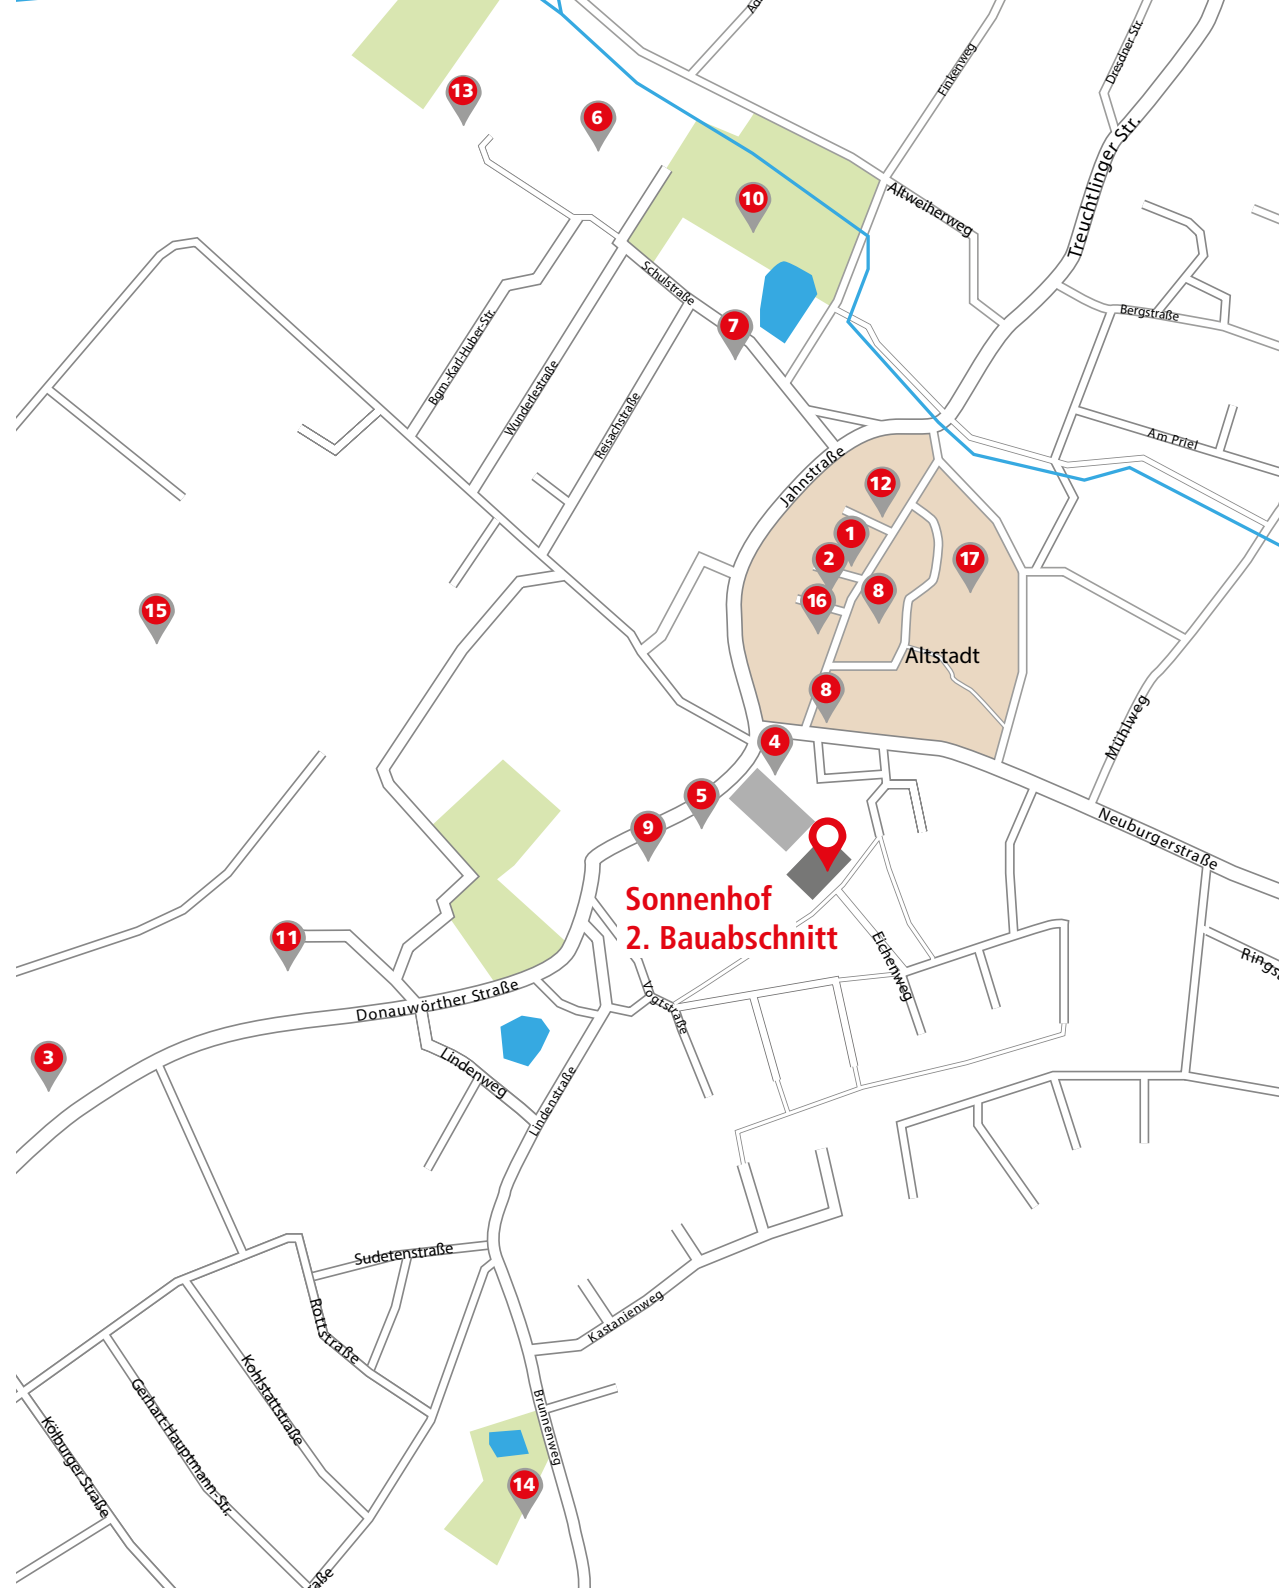 Finkenweg
Dresdner Str.
13
6
Treuchtlinger Str.
10
Altweiherweg
Schulstraße
7
Bergstraße
Bgm.-Karl-Huber-Str.
Wunderlestraße
Reisachstraße
Am Priel
Jahnstraße
12
1
2
17
16
8
15
Altstadt
8
4
Mühlweg
5
9
Neuburgerstraße
Sonnenhof
2. Bauabschnitt
11
Eichenweg
Donauwörther Straße
Vogtstraße
3
Lindenweg
Lindenstraße
Sudetenstraße
Rottstraße
Kastanienweg
Kohlstattstraße
Gerhart-Hauptmann-Str.
Kölburger Straße
Brunnenweg
14